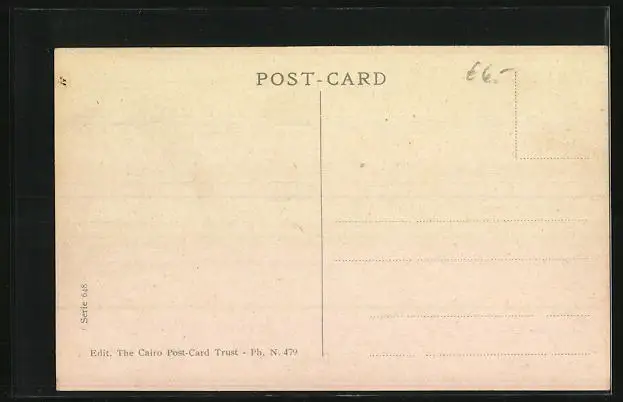 POST-CARD
66.-
Serie 648
Edit. The Cairo Post-Card Trust - Ph. N. 479